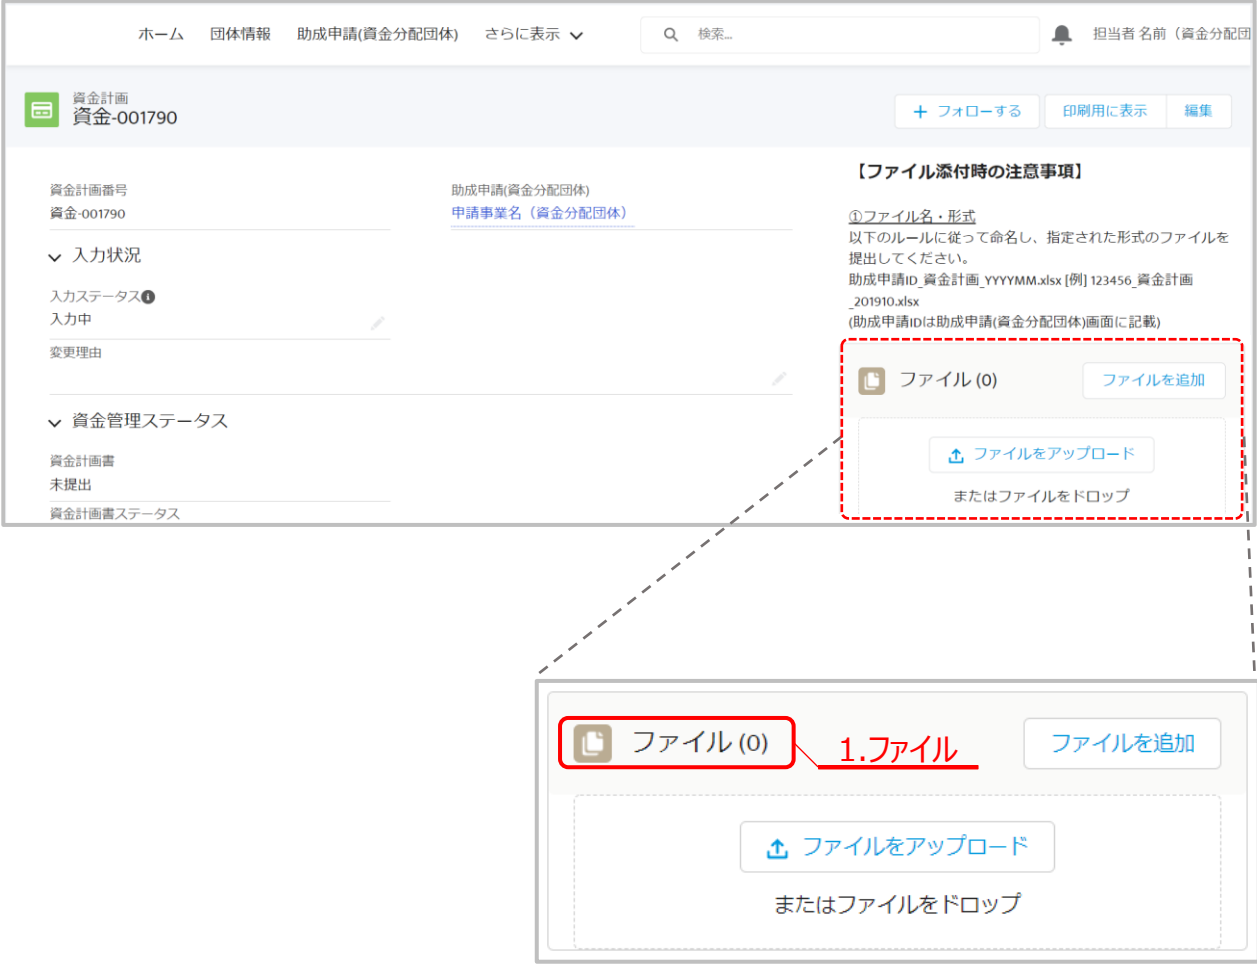 ホーム 団体情報 助成申請(資金分配団体) さらに表示 検索... 担当者 名前（資金分配団
資金計画
資金-001790
フォローする 印刷用に表示 編集
資金計画番号
資金-001790
助成申請(資金分配団体)
申請事業名（資金分配団体）
入力状況
入力ステータス
入力中
変更理由
資金管理ステータス
資金計画書
未提出
資金計画書ステータス
【ファイル添付時の注意事項】
①ファイル名・形式
以下のルールに従って命名し、指定された形式のファイルを
提出してください。
助成申請ID_資金計画_YYYYMM.xlsx [例] 123456_資金計画
_201910.xlsx
(助成申請IDは助成申請(資金分配団体)画面に記載)
ファイル (0) ファイルを追加
ファイルをアップロード
またはファイルをドロップ
ファイル (0) 1.ファイル ファイルを追加
ファイルをアップロード
またはファイルをドロップ